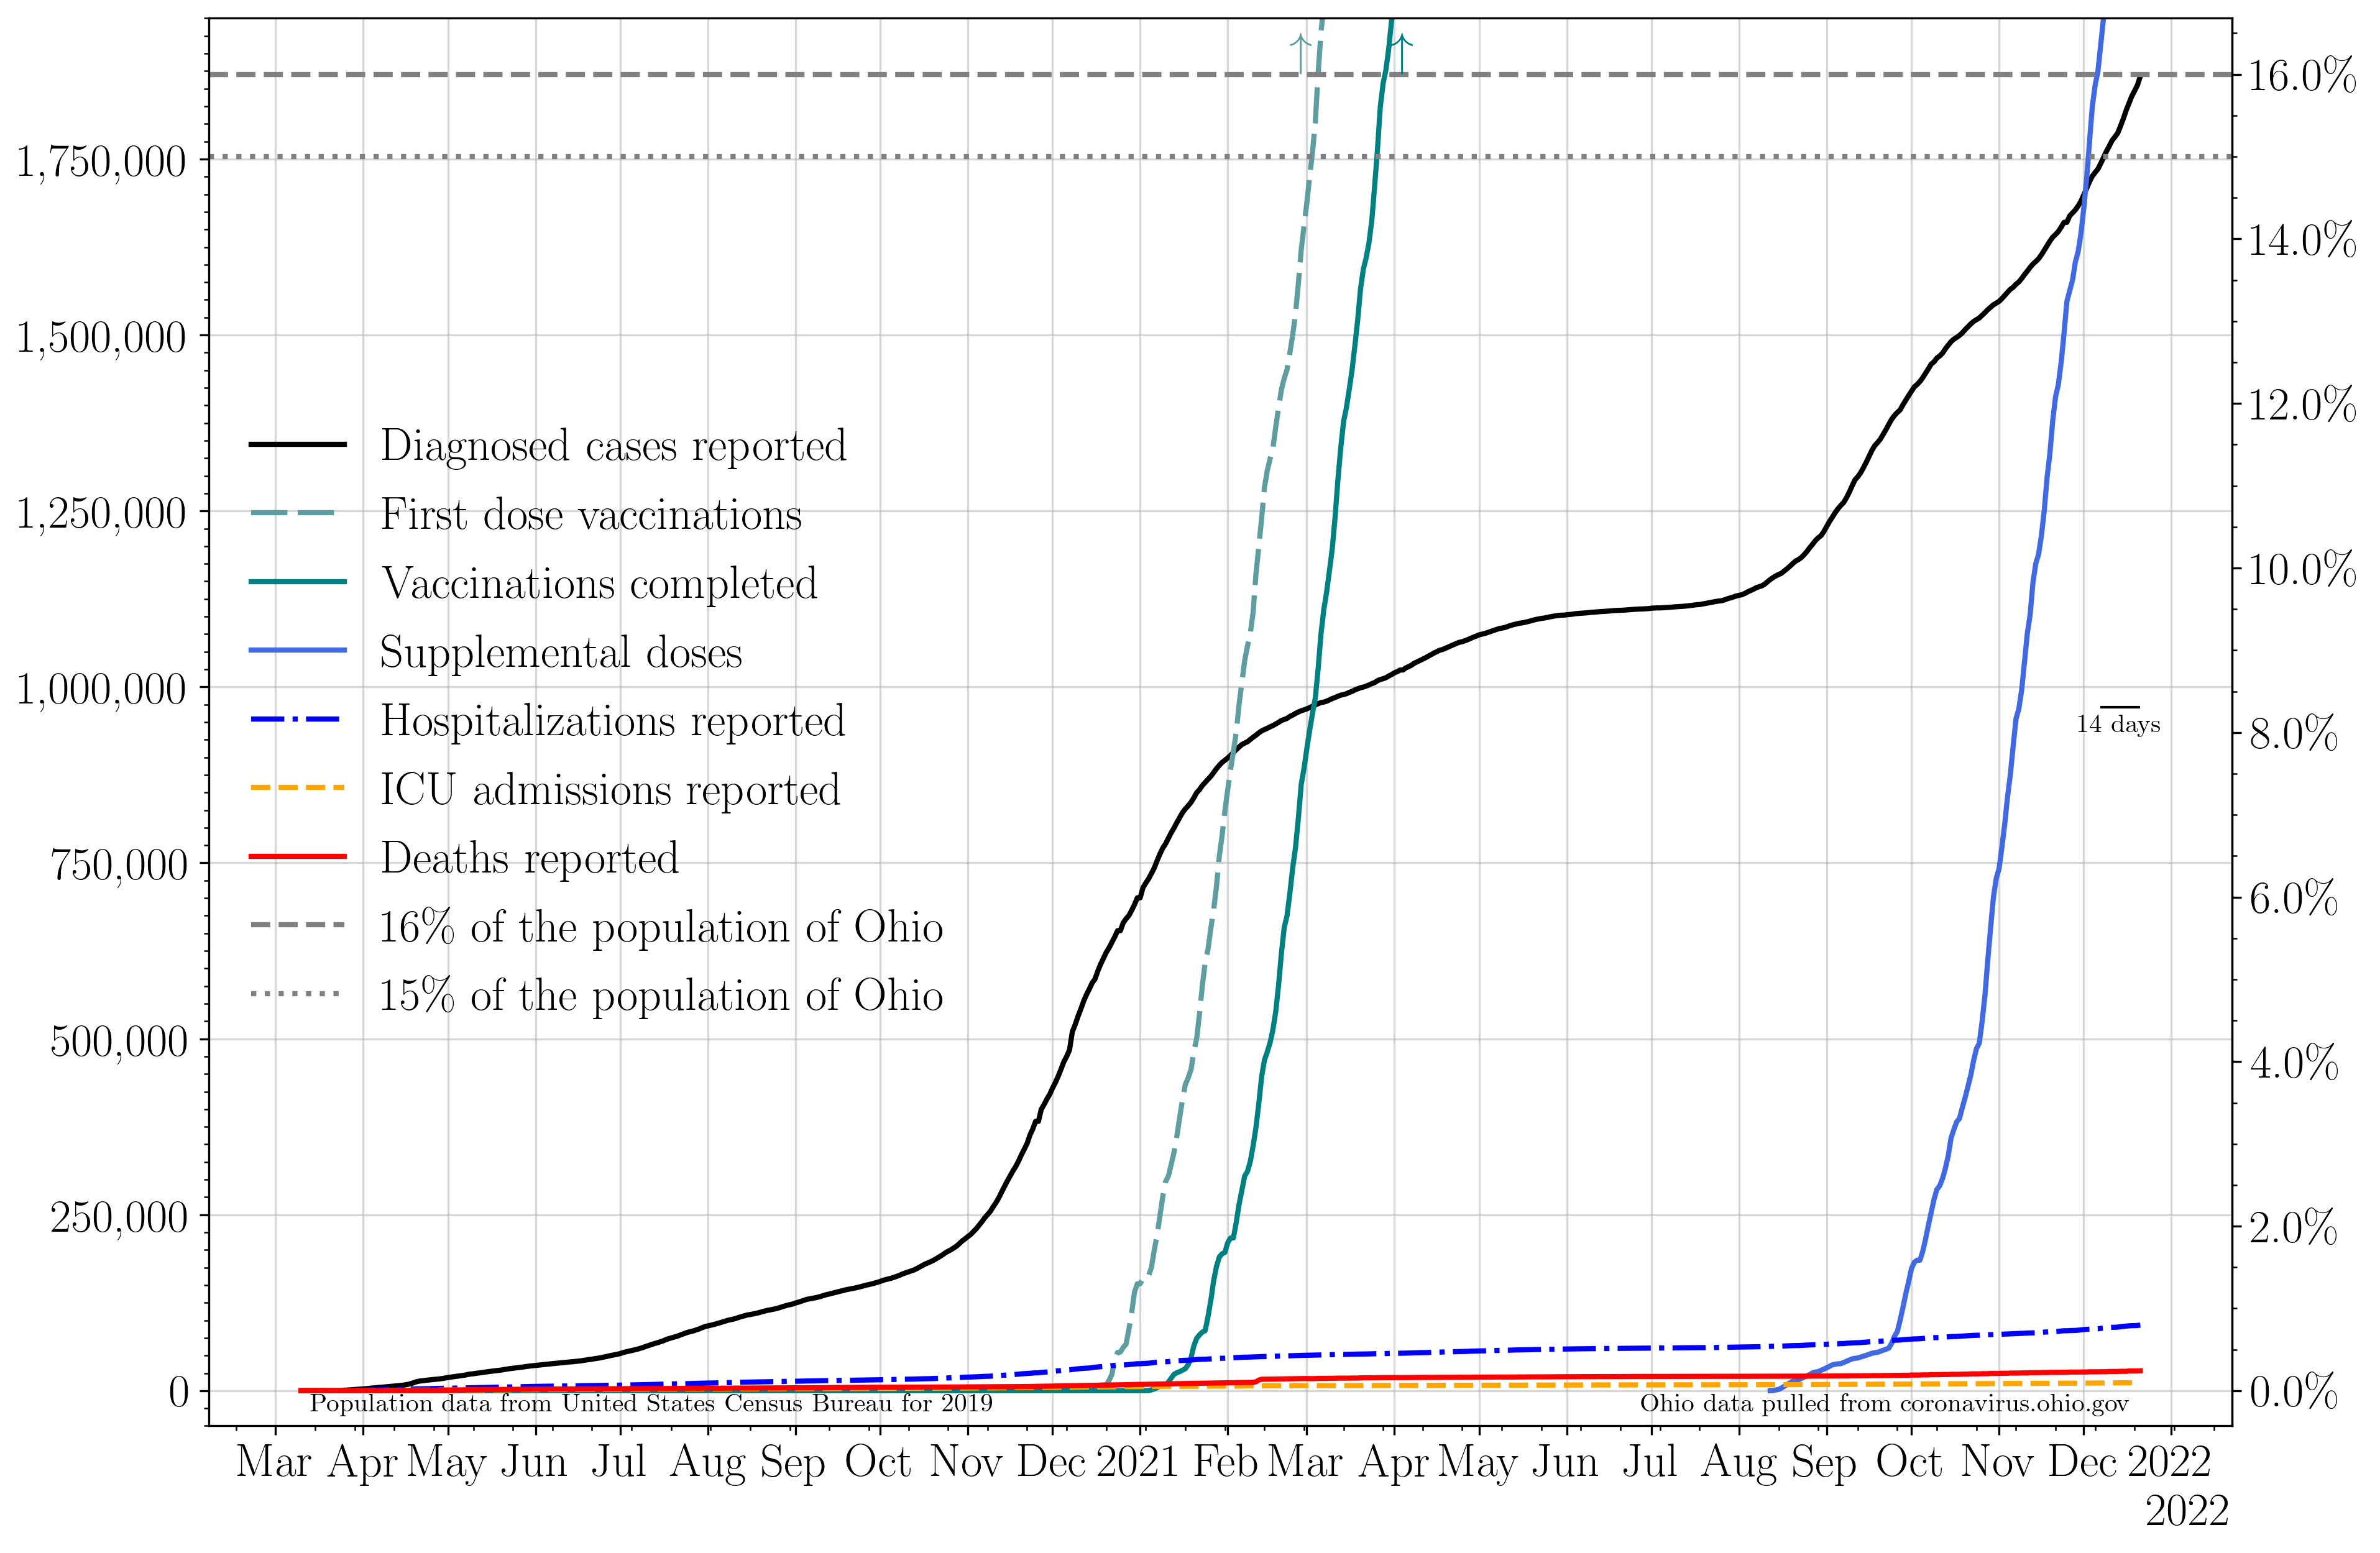 1,750,000
1,500,000
1,250,000
1,000,000
750,000
500,000
250,000
0
16.0%
14.0%
12.0%
10.0%
8.0%
6.0%
4.0%
2.0%
0.0%
Diagnosed cases reported
First dose vaccinations
Vaccinations completed
Supplemental doses
Hospitalizations reported
ICU admissions reported
Deaths reported
16% of the population of Ohio
15% of the population of Ohio
14 days
Population data from United States Census Bureau for 2019
Ohio data pulled from coronavirus.ohio.gov
Mar Apr May Jun Jul Aug Sep Oct Nov Dec 2021 Feb Mar Apr May Jun Jul Aug Sep Oct Nov Dec 2022
2022